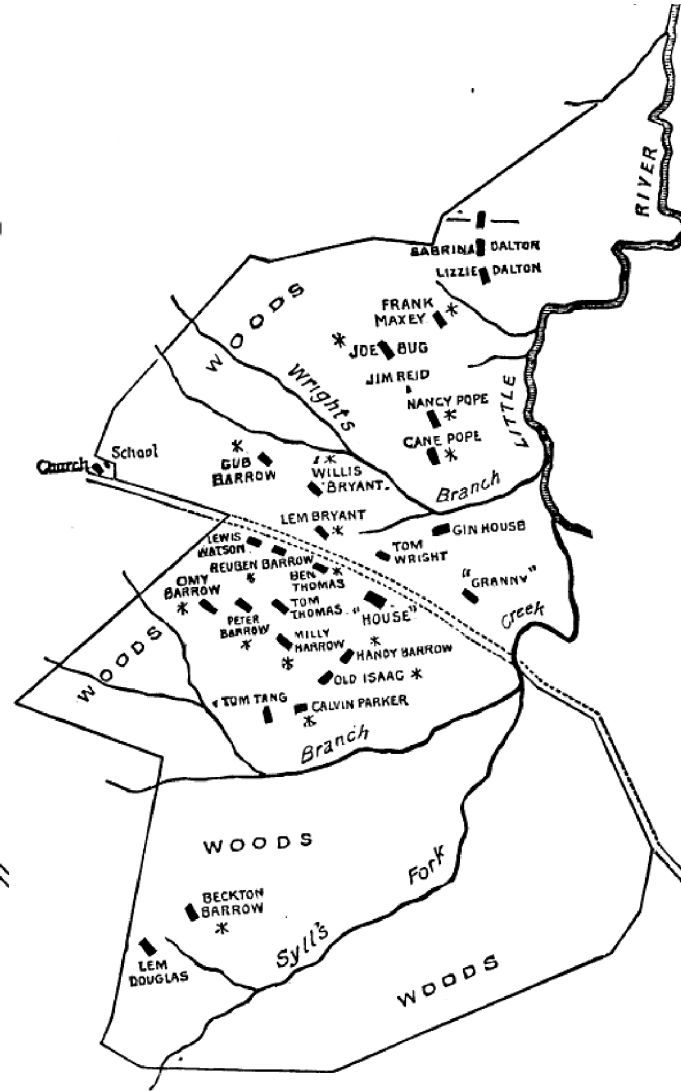 RIVER
SABRINA DALTON
LIZZIE DALTON
FRANK
MAXEY *
WOODS
* JOE BUG
JIM REID
Wrights
NANCY POPE
*
LITTLE
CANE POPE
*
School
Church
*
GUB
BARROW
WILLIS
BRYANT
Branch
LEM BRYANT
*
GIN HOUSE
LEWIS
WATSON
TOM
WRIGHT
REUBEN BARROW
*
BEN *
THOMAS
OMY
BARROW
*
"GRANNY"
TOM
THOMAS
"HOUSE"
*
PETER
BARROW
*
Creek
WOODS
MILLY
BARROW
*
HANDY BARROW
OLD ISAAC *
TOM TANG
CALVIN PARKER
*
Branch
WOODS
Fork
BECKTON
BARROW
*
Syll's
LEM
DOUGLAS
WOODS